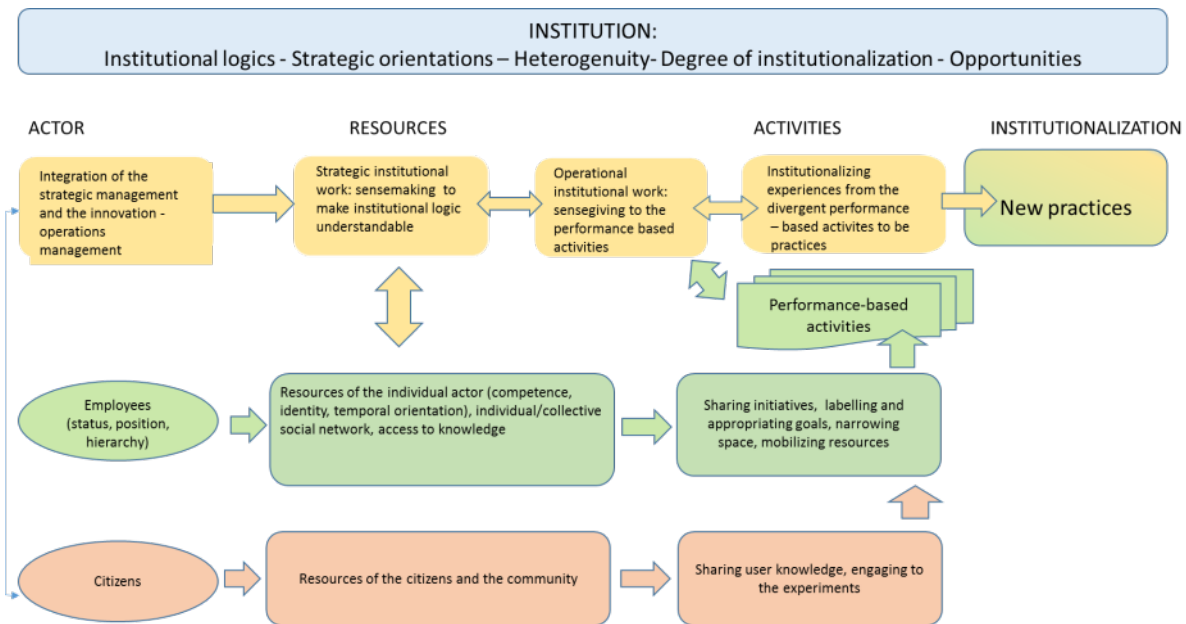 INSTITUTION:
Institutional logics - Strategic orientations – Heterogenuity- Degree of institutionalization - Opportunities
ACTOR
RESOURCES
ACTIVITIES
INSTITUTIONALIZATION
Integration of the
strategic management
and the innovation -
operations
management
Strategic institutional
work: sensemaking to
make institutional logic
understandable
Operational
institutional work:
sensegiving to the
performance based
activities
Institutionalizing
experiences from the
divergent performance
– based activites to be
practices
New practices
Performance-based
activities
Employees
(status, position,
hierarchy)
Resources of the individual actor (competence,
identity, temporal orientation), individual/collective
social network, access to knowledge
Sharing initiatives, labelling and
appropriating goals, narrowing
space, mobilizing resources
Citizens
Resources of the citizens and the community
Sharing user knowledge, engaging to
the experiments